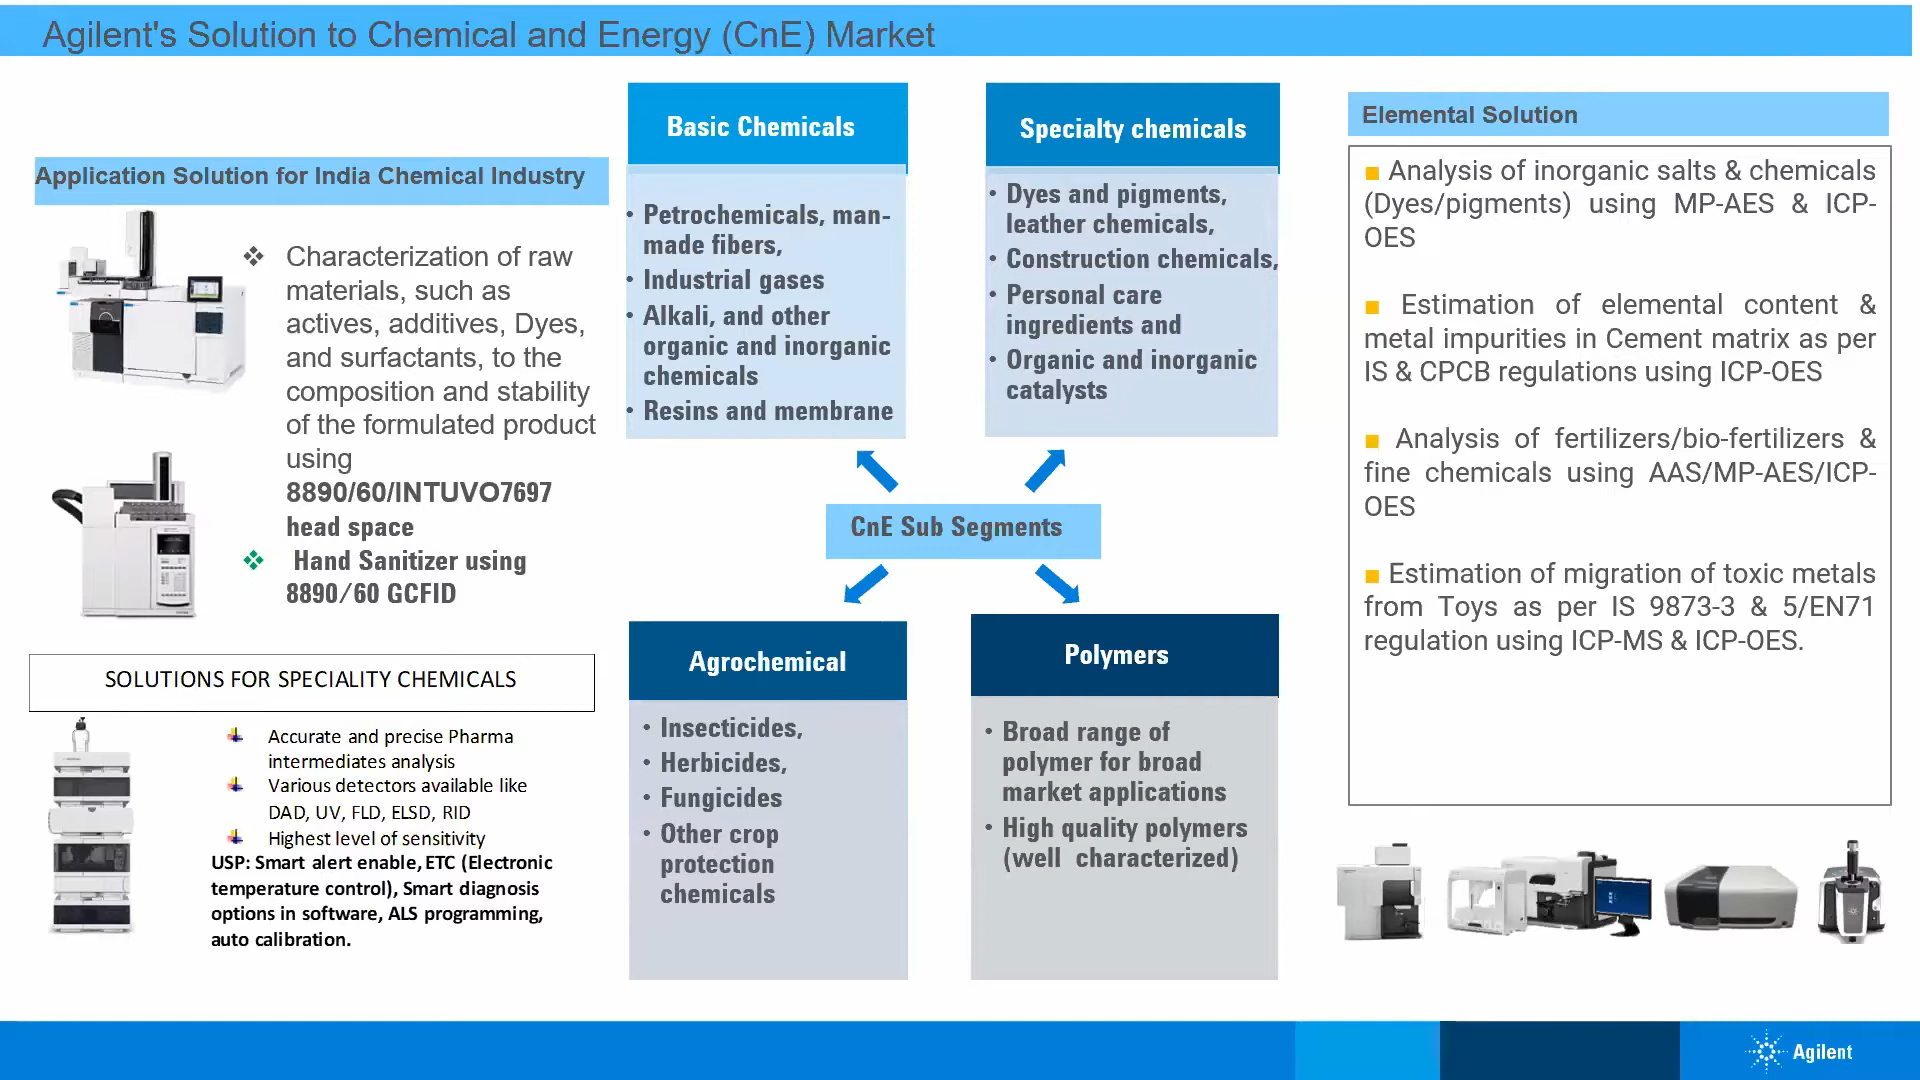 Agilent's Solution to Chemical and Energy (CnE) Market
Application Solution for India Chemical Industry
❖ Characterization of raw
materials, such as
actives, additives, Dyes,
and surfactants, to the
composition and stability
of the formulated product
using
8890/60/INTUVO7697
head space
❖ Hand Sanitizer using
8890/60 GCFID
SOLUTIONS FOR SPECIALITY CHEMICALS
Accurate and precise Pharma
intermediates analysis
Various detectors available like
DAD, UV, FLD, ELSD, RID
Highest level of sensitivity
USP: Smart alert enable, ETC (Electronic
temperature control), Smart diagnosis
options in software, ALS programming,
auto calibration.
Basic Chemicals
• Petrochemicals, man-
made fibers,
• Industrial gases
• Alkali, and other
organic and inorganic
chemicals
• Resins and membrane
Specialty chemicals
• Dyes and pigments,
leather chemicals,
• Construction chemicals,
• Personal care
ingredients and
• Organic and inorganic
catalysts
CnE Sub Segments
Agrochemical
• Insecticides,
• Herbicides,
• Fungicides
• Other crop
protection
chemicals
Polymers
• Broad range of
polymer for broad
market applications
• High quality polymers
(well characterized)
Elemental Solution
■ Analysis of inorganic salts & chemicals
(Dyes/pigments) using MP-AES & ICP-
OES
■ Estimation of elemental content &
metal impurities in Cement matrix as per
IS & CPCB regulations using ICP-OES
■ Analysis of fertilizers/bio-fertilizers &
fine chemicals using AAS/MP-AES/ICP-
OES
■ Estimation of migration of toxic metals
from Toys as per IS 9873-3 & 5/EN71
regulation using ICP-MS & ICP-OES.
Agilent